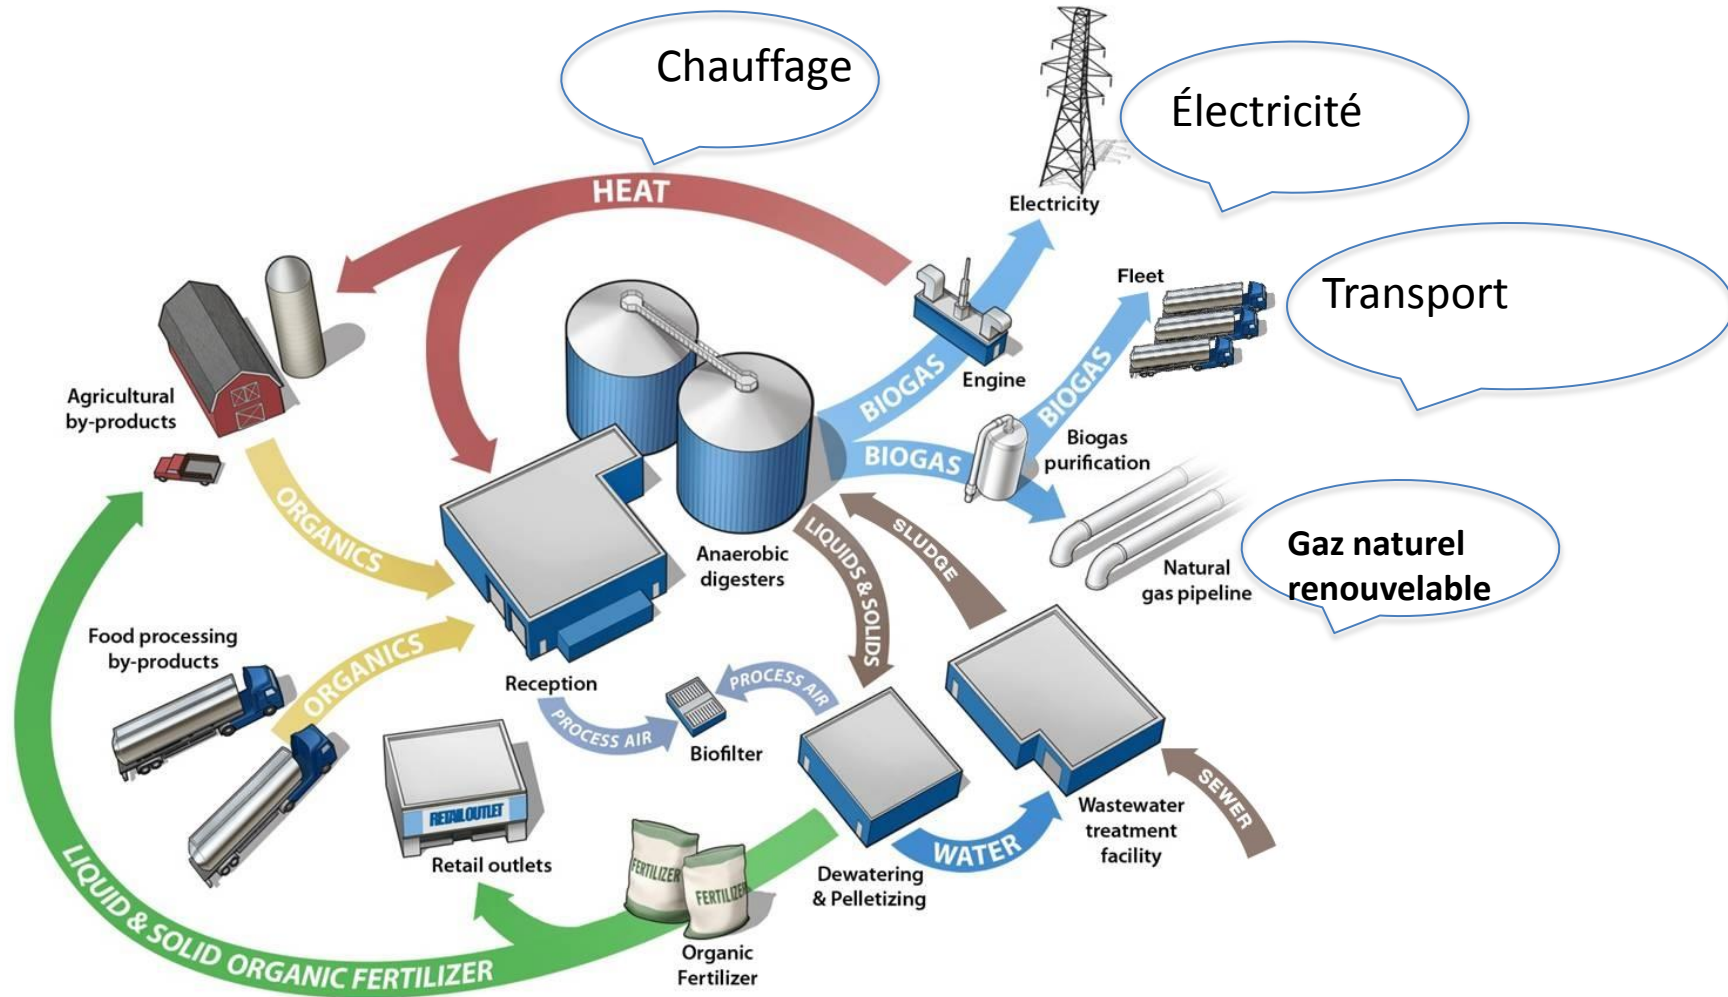 Chauffage
Électricité
HEAT
Electricity
Fleet
Transport
Engine
BIOGAS
BIOGAS
BIOGAS
Biogas
purification
Agricultural
by-products
ORGANICS
Anaerobic
digesters
LIQUIDS & SOLIDS
SLUDGE
Natural
gas pipeline
Gaz naturel
renouvelable
Food processing
by-products
ORGANICS
Reception
PROCESS AIR
PROCESS AIR
Biofilter
RETAIL OUTLET
Retail outlets
FERTILIZER
FERTILIZER
Dewatering
& Pelletizing
WATER
Wastewater
treatment
facility
SEWER
LIQUID & SOLID ORGANIC FERTILIZER
Organic
Fertilizer